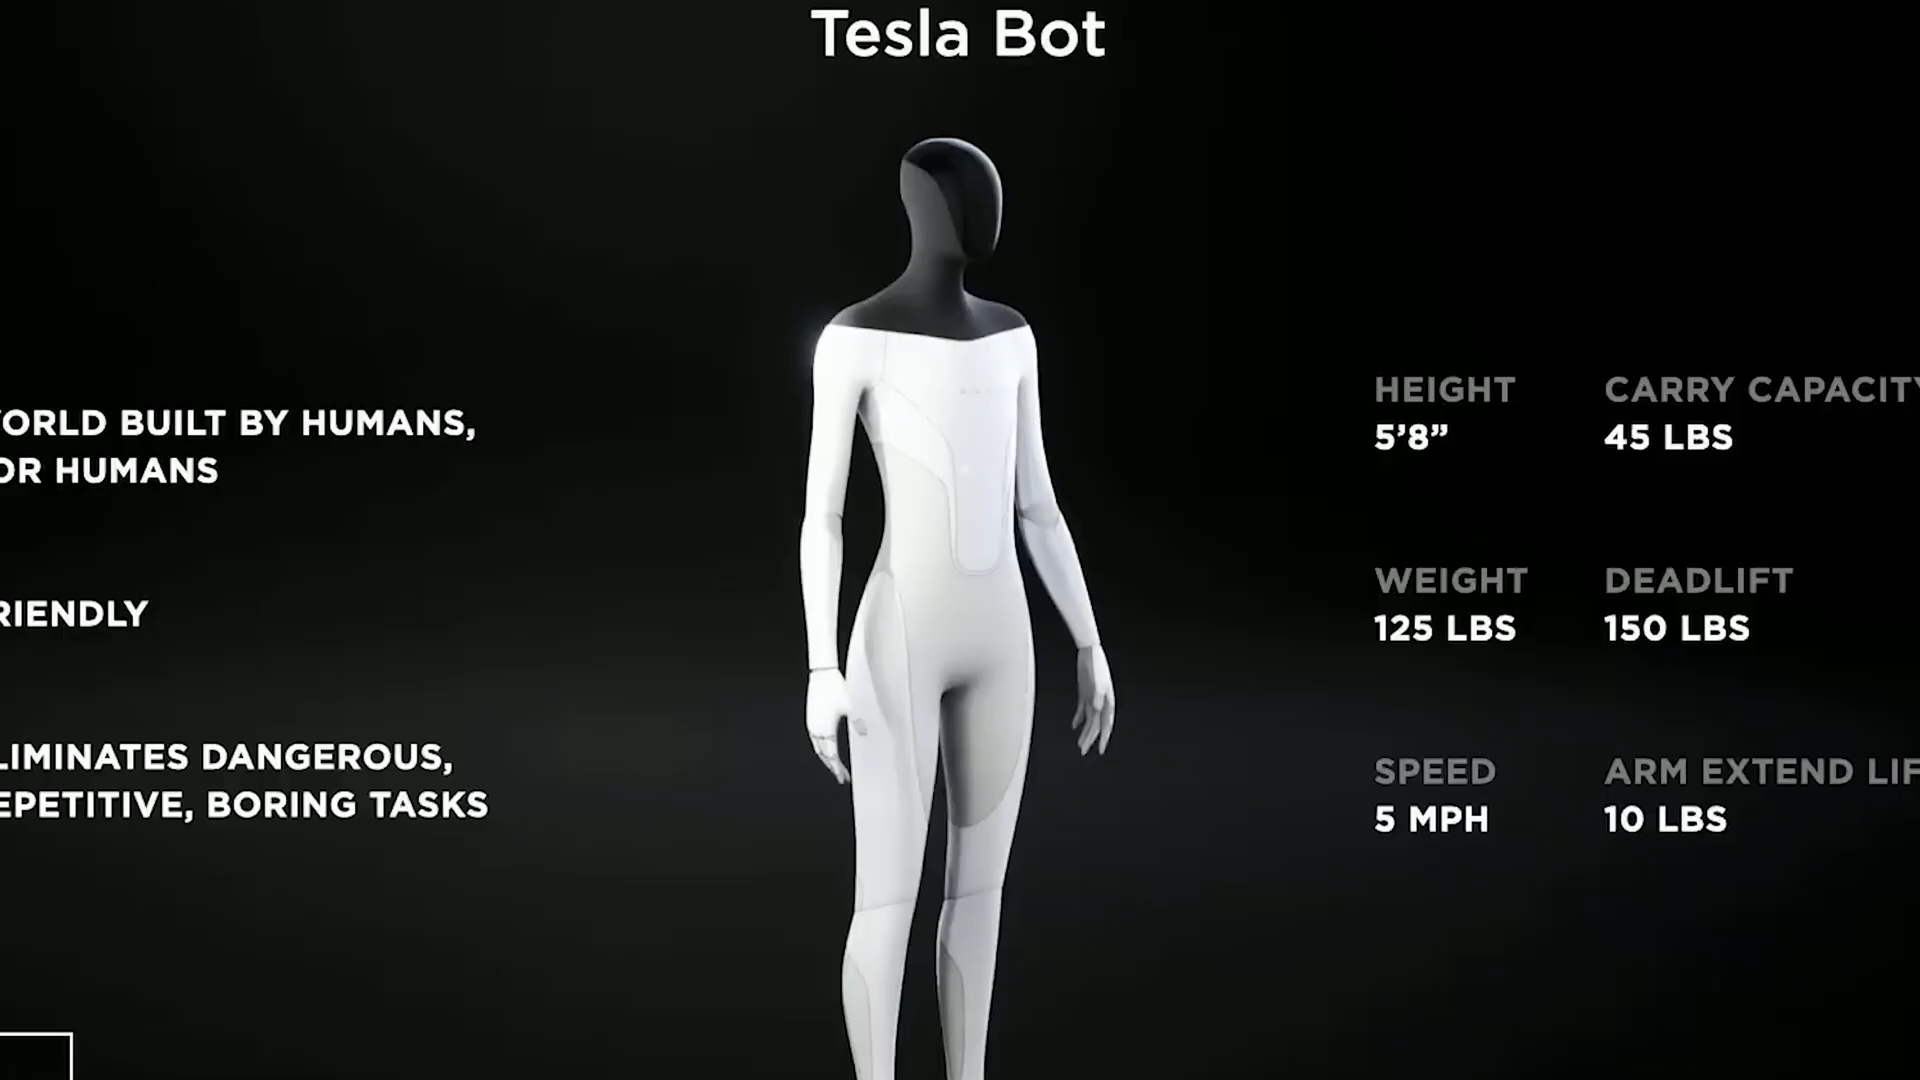 Tesla Bot
ORLD BUILT BY HUMANS,
OR HUMANS
RIENDLY
LIMINATES DANGEROUS,
EPETITIVE, BORING TASKS
HEIGHT
5’8”
CARRY CAPACITY
45 LBS
WEIGHT
125 LBS
DEADLIFT
150 LBS
SPEED
5 MPH
ARM EXTEND LIF
10 LBS